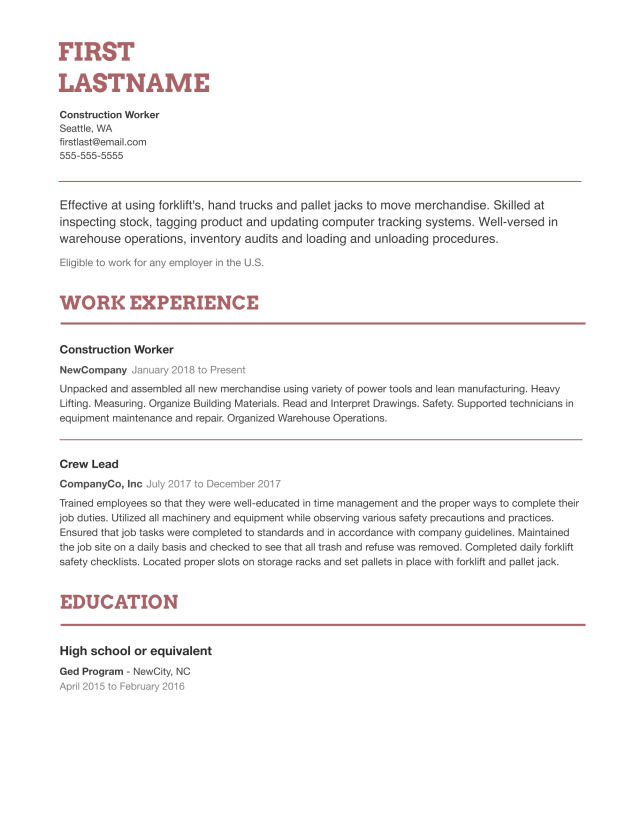 FIRST
LASTNAME
Construction Worker
Seattle, WA
firstlast@email.com
555-555-5555
Effective at using forklift's, hand trucks and pallet jacks to move merchandise. Skilled at
inspecting stock, tagging product and updating computer tracking systems. Well-versed in
warehouse operations, inventory audits and loading and unloading procedures.
Eligible to work for any employer in the U.S.
WORK EXPERIENCE
Construction Worker
NewCompany January 2018 to Present
Unpacked and assembled all new merchandise using variety of power tools and lean manufacturing. Heavy
Lifting. Measuring. Organize Building Materials. Read and Interpret Drawings. Safety. Supported technicians in
equipment maintenance and repair. Organized Warehouse Operations.
Crew Lead
CompanyCo, Inc July 2017 to December 2017
Trained employees so that they were well-educated in time management and the proper ways to complete their
job duties. Utilized all machinery and equipment while observing various safety precautions and practices.
Ensured that job tasks were completed to standards and in accordance with company guidelines. Maintained
the job site on a daily basis and checked to see that all trash and refuse was removed. Completed daily forklift
safety checklists. Located proper slots on storage racks and set pallets in place with forklift and pallet jack.
EDUCATION
High school or equivalent
Ged Program - NewCity, NC
April 2015 to February 2016